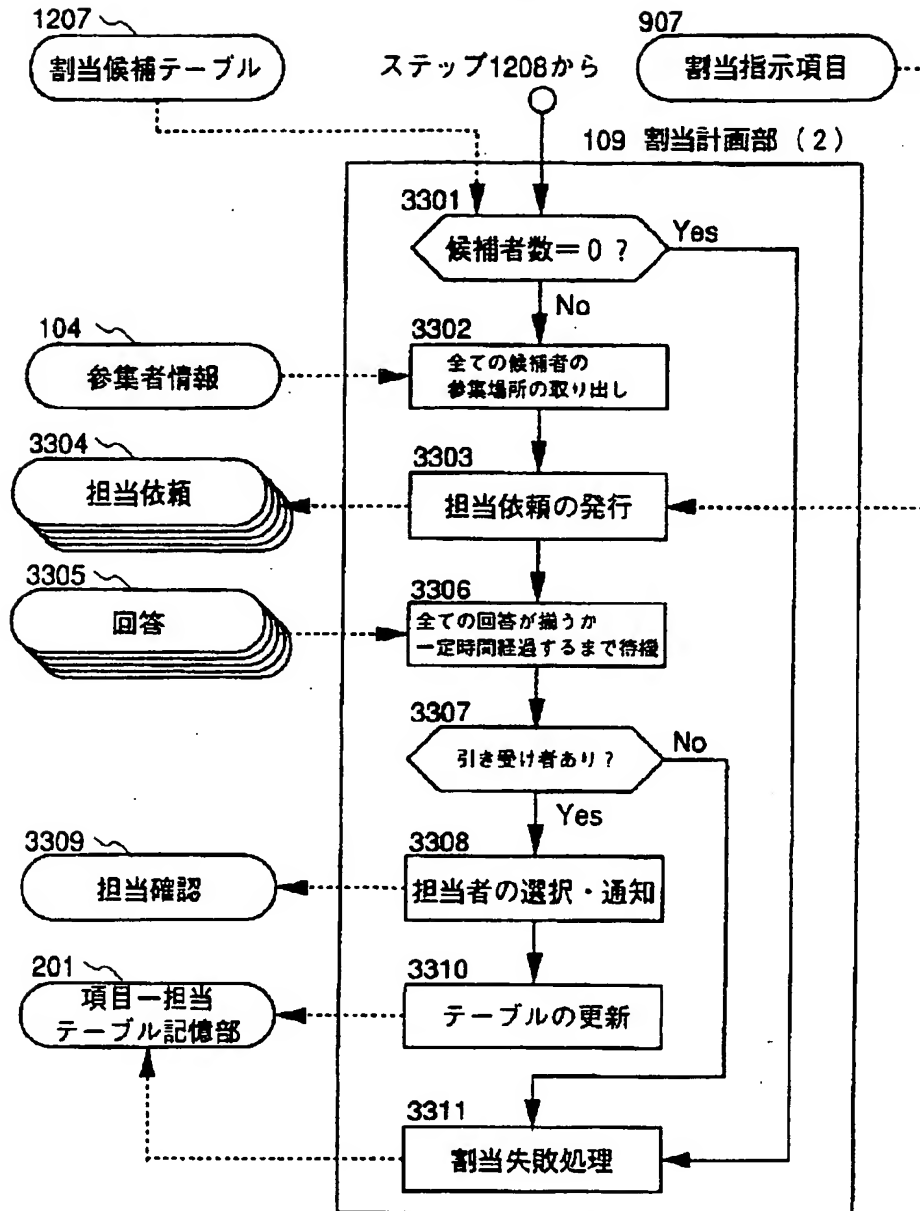 1207
割当候補テーブル
ステップ1208から
907
割当指示項目
109 割当計画部（2）
3301
候補者数＝0？
Yes
No
104
参集者情報
3302
全ての候補者の
参集場所の取り出し
3304
担当依頼
3303
担当依頼の発行
3305
回答
3306
全ての回答が揃うか
一定時間経過するまで待機
3307
引き受け者あり？
No
Yes
3309
担当確認
3308
担当者の選択・通知
201
項目ー担当
テーブル記憶部
3310
テーブルの更新
3311
割当失敗処理